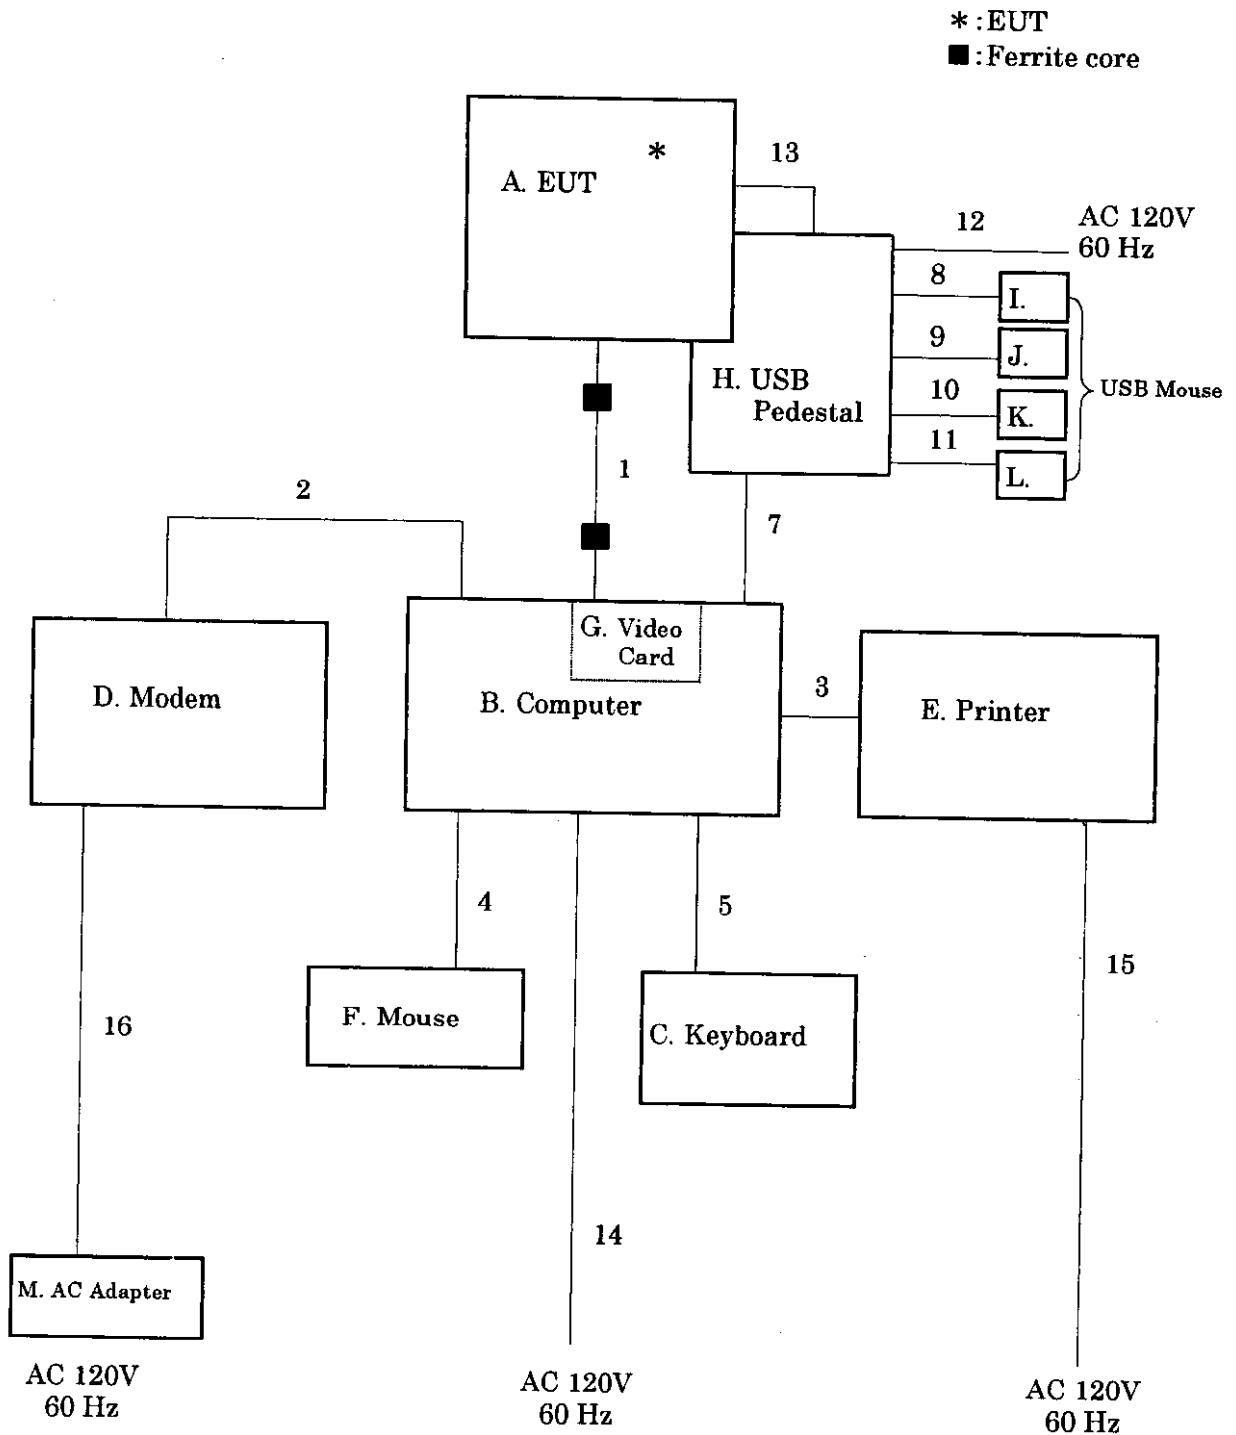 * : EUT
■ : Ferrite core
*
13
A. EUT
12
AC 120V
60 Hz
8
I.
9
J.
H. USB
Pedestal
10
USB Mouse
K.
11
L.
1
2
7
G. Video
Card
D. Modem
B. Computer
3
E. Printer
4
5
15
F. Mouse
16
C. Keyboard
14
M. AC Adapter
AC 120V
60 Hz
AC 120V
60 Hz
AC 120V
60 Hz